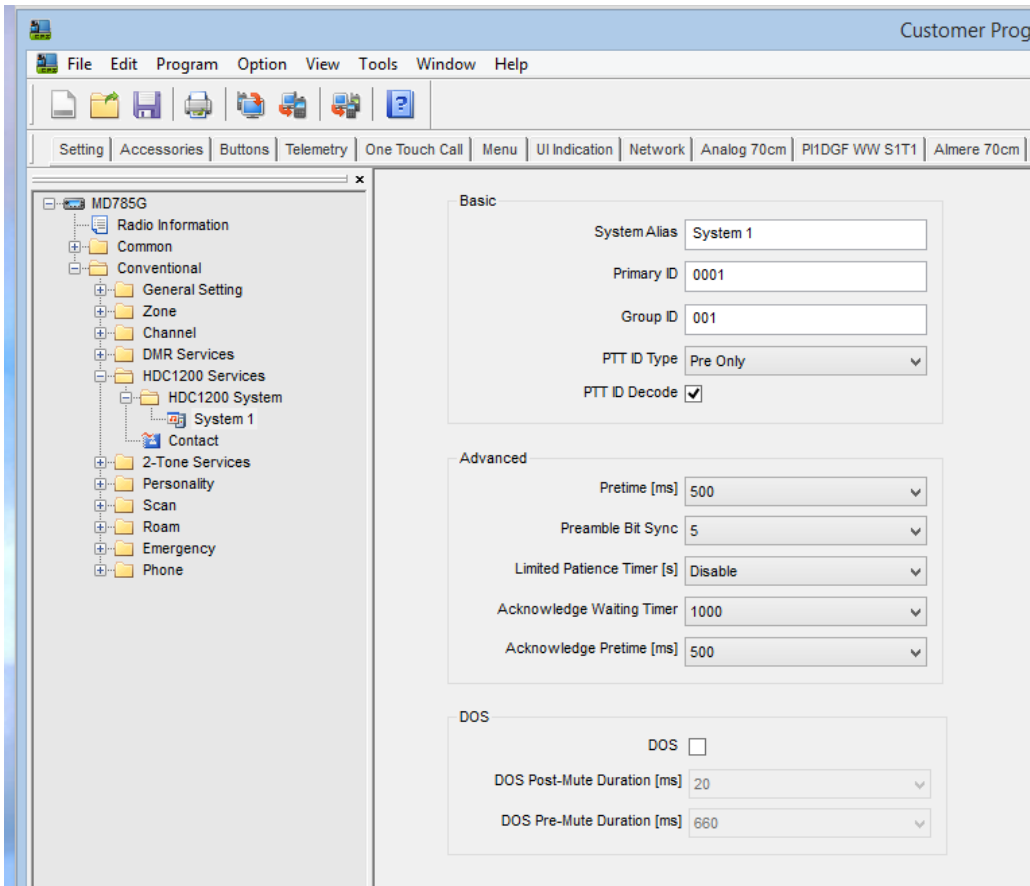 Customer Prog
File Edit Program Option View Tools Window Help
Setting Accessories Buttons Telemetry One Touch Call Menu UI Indication Network Analog 70cm PI1DGF WW S1T1 Almere 70cm
MD785G
Radio Information
Common
Conventional
General Setting
Zone
Channel
DMR Services
HDC1200 Services
HDC1200 System
System 1
Contact
2-Tone Services
Personality
Scan
Roam
Emergency
Phone
Basic
System Alias System 1
Primary ID 0001
Group ID 001
PTT ID Type Pre Only
PTT ID Decode
Advanced
Pretime [ms] 500
Preamble Bit Sync 5
Limited Patience Timer [s] Disable
Acknowledge Waiting Timer 1000
Acknowledge Pretime [ms] 500
DOS
DOS
DOS Post-Mute Duration [ms] 20
DOS Pre-Mute Duration [ms] 660